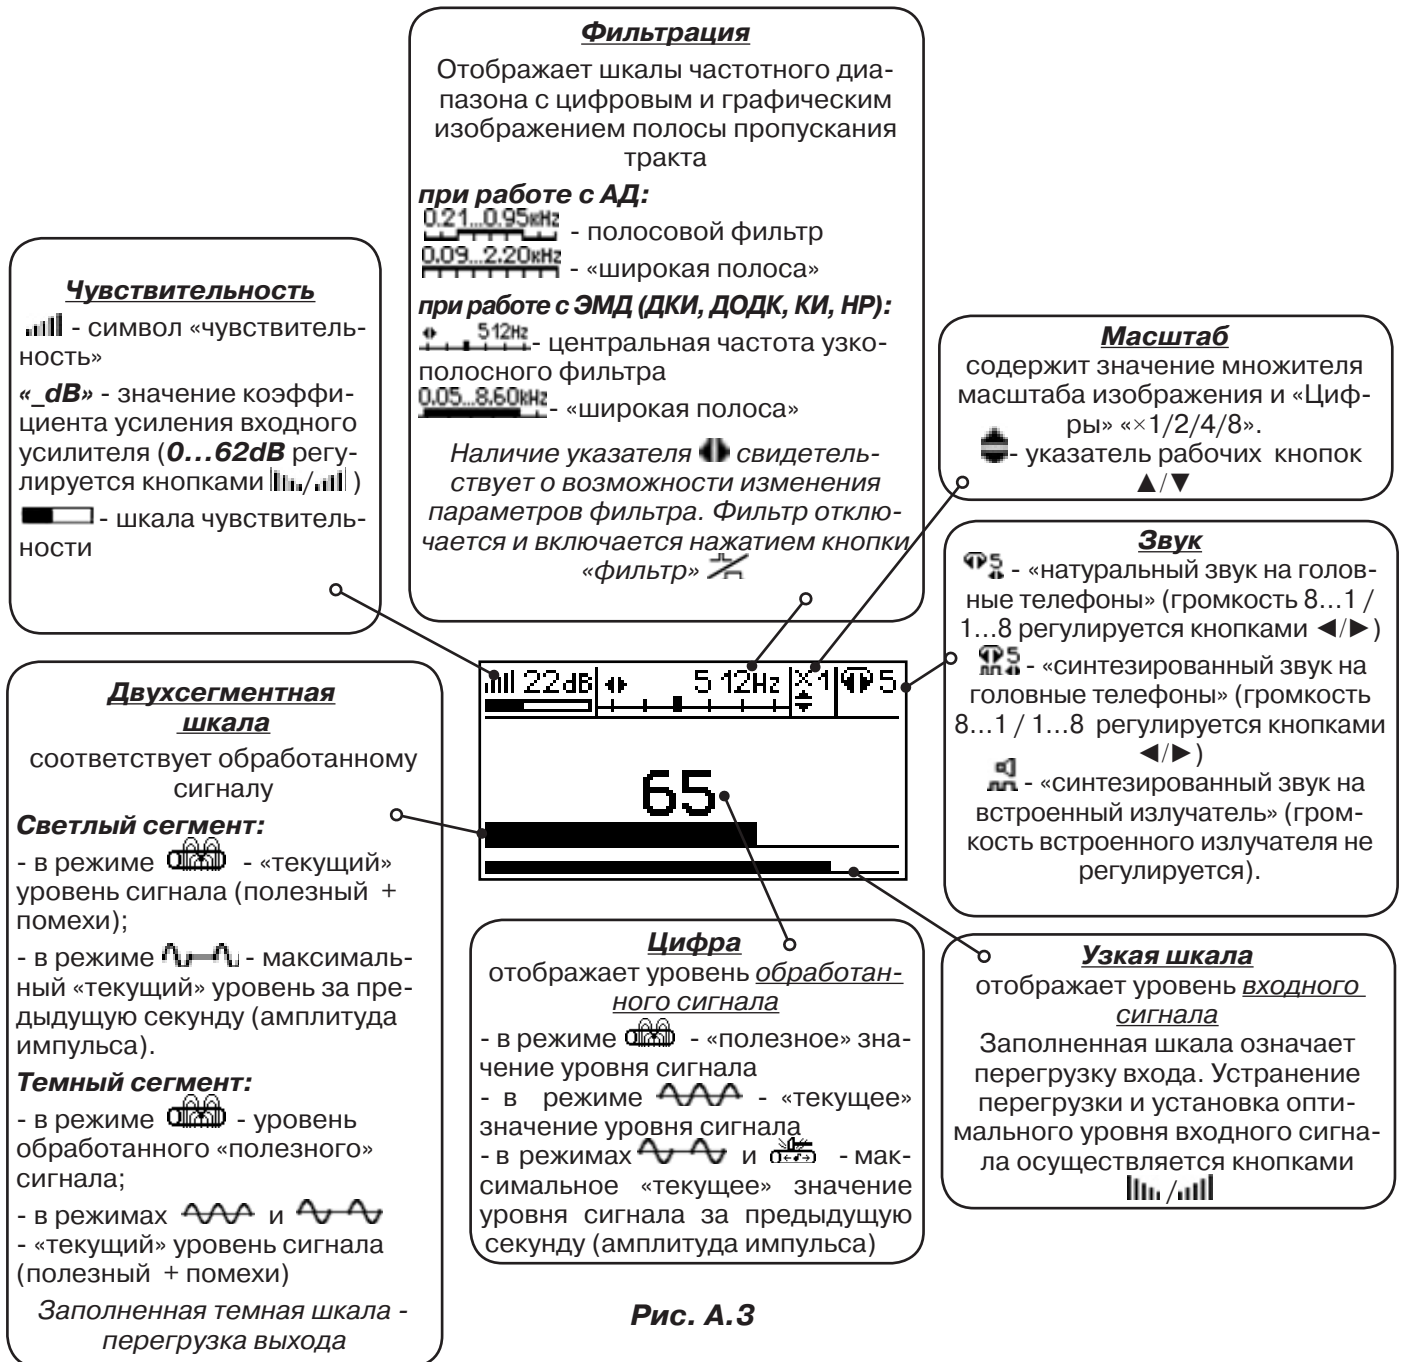 Фильтрация
Отображает шкалы частотного диа-
пазона с цифровым и графическим
изображением полосы пропускания
тракта
при работе с АД:
0.21...0.95кHz - полосовой фильтр
0.09...2.20кHz - «широкая полоса»
при работе с ЭМД (ДКИ, ДОДК, КИ, НР):
512Hz - центральная частота узко-
полосного фильтра
0.05...8.60кHz - «широкая полоса»
Наличие указателя свидетель-
ствует о возможности изменения
параметров фильтра. Фильтр отклю-
чается и включается нажатием кнопки
«фильтр»
Чувствительность
- символ «чувствитель-
ность»
«_dB» - значение коэффи-
циента усиления входного
усилителя (0...62dB регу-
лируется кнопками / )
- шкала чувствитель-
ности
Масштаб
содержит значение множителя
масштаба изображения и «Циф-
ры» «×1/2/4/8».
- указатель рабочих кнопок
▲/▼
Звук
5 - «натуральный звук на голов-
ные телефоны» (громкость 8...1 /
1...8 регулируется кнопками ◄/►)
5 - «синтезированный звук на
головные телефоны» (громкость
8...1 / 1...8 регулируется кнопками
◄/►)
- «синтезированный звук на
встроенный излучатель» (гром-
кость встроенного излучателя не
регулируется).
Двухсегментная
шкала
соответствует обработанному
сигналу
Светлый сегмент:
- в режиме - «текущий»
уровень сигнала (полезный +
помехи);
- в режиме - максималь-
ный «текущий» уровень за пре-
дыдущую секунду (амплитуда
импульса).
Темный сегмент:
- в режиме - уровень
обработанного «полезного»
сигнала;
- в режимах и
- «текущий» уровень сигнала
(полезный + помехи)
Заполненная темная шкала -
перегрузка выхода
22dB 512Hz X1 5
65
Цифра
отображает уровень обработан-
ного сигнала
- в режиме - «полезное» зна-
чение уровня сигнала
- в режиме - «текущее»
значение уровня сигнала
- в режимах и - мак-
симальное «текущее» значение
уровня сигнала за предыдущую
секунду (амплитуда импульса)
Узкая шкала
отображает уровень входного
сигнала
Заполненная шкала означает
перегрузку входа. Устранение
перегрузки и установка опти-
мального уровня входного сигна-
ла осуществляется кнопками
/
Рис. А.3